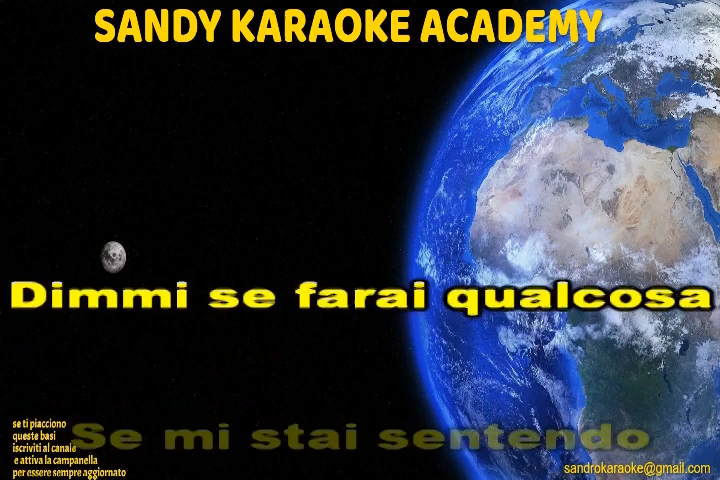 SANDY KARAOKE ACADEMY
Dimmi se farai qualcosa
Se mi stai sentendo
se ti piacciono
queste basi
iscriviti al canale
e attiva la campanella
per essere sempre aggiornato
sandrokaraoke@gmail.com